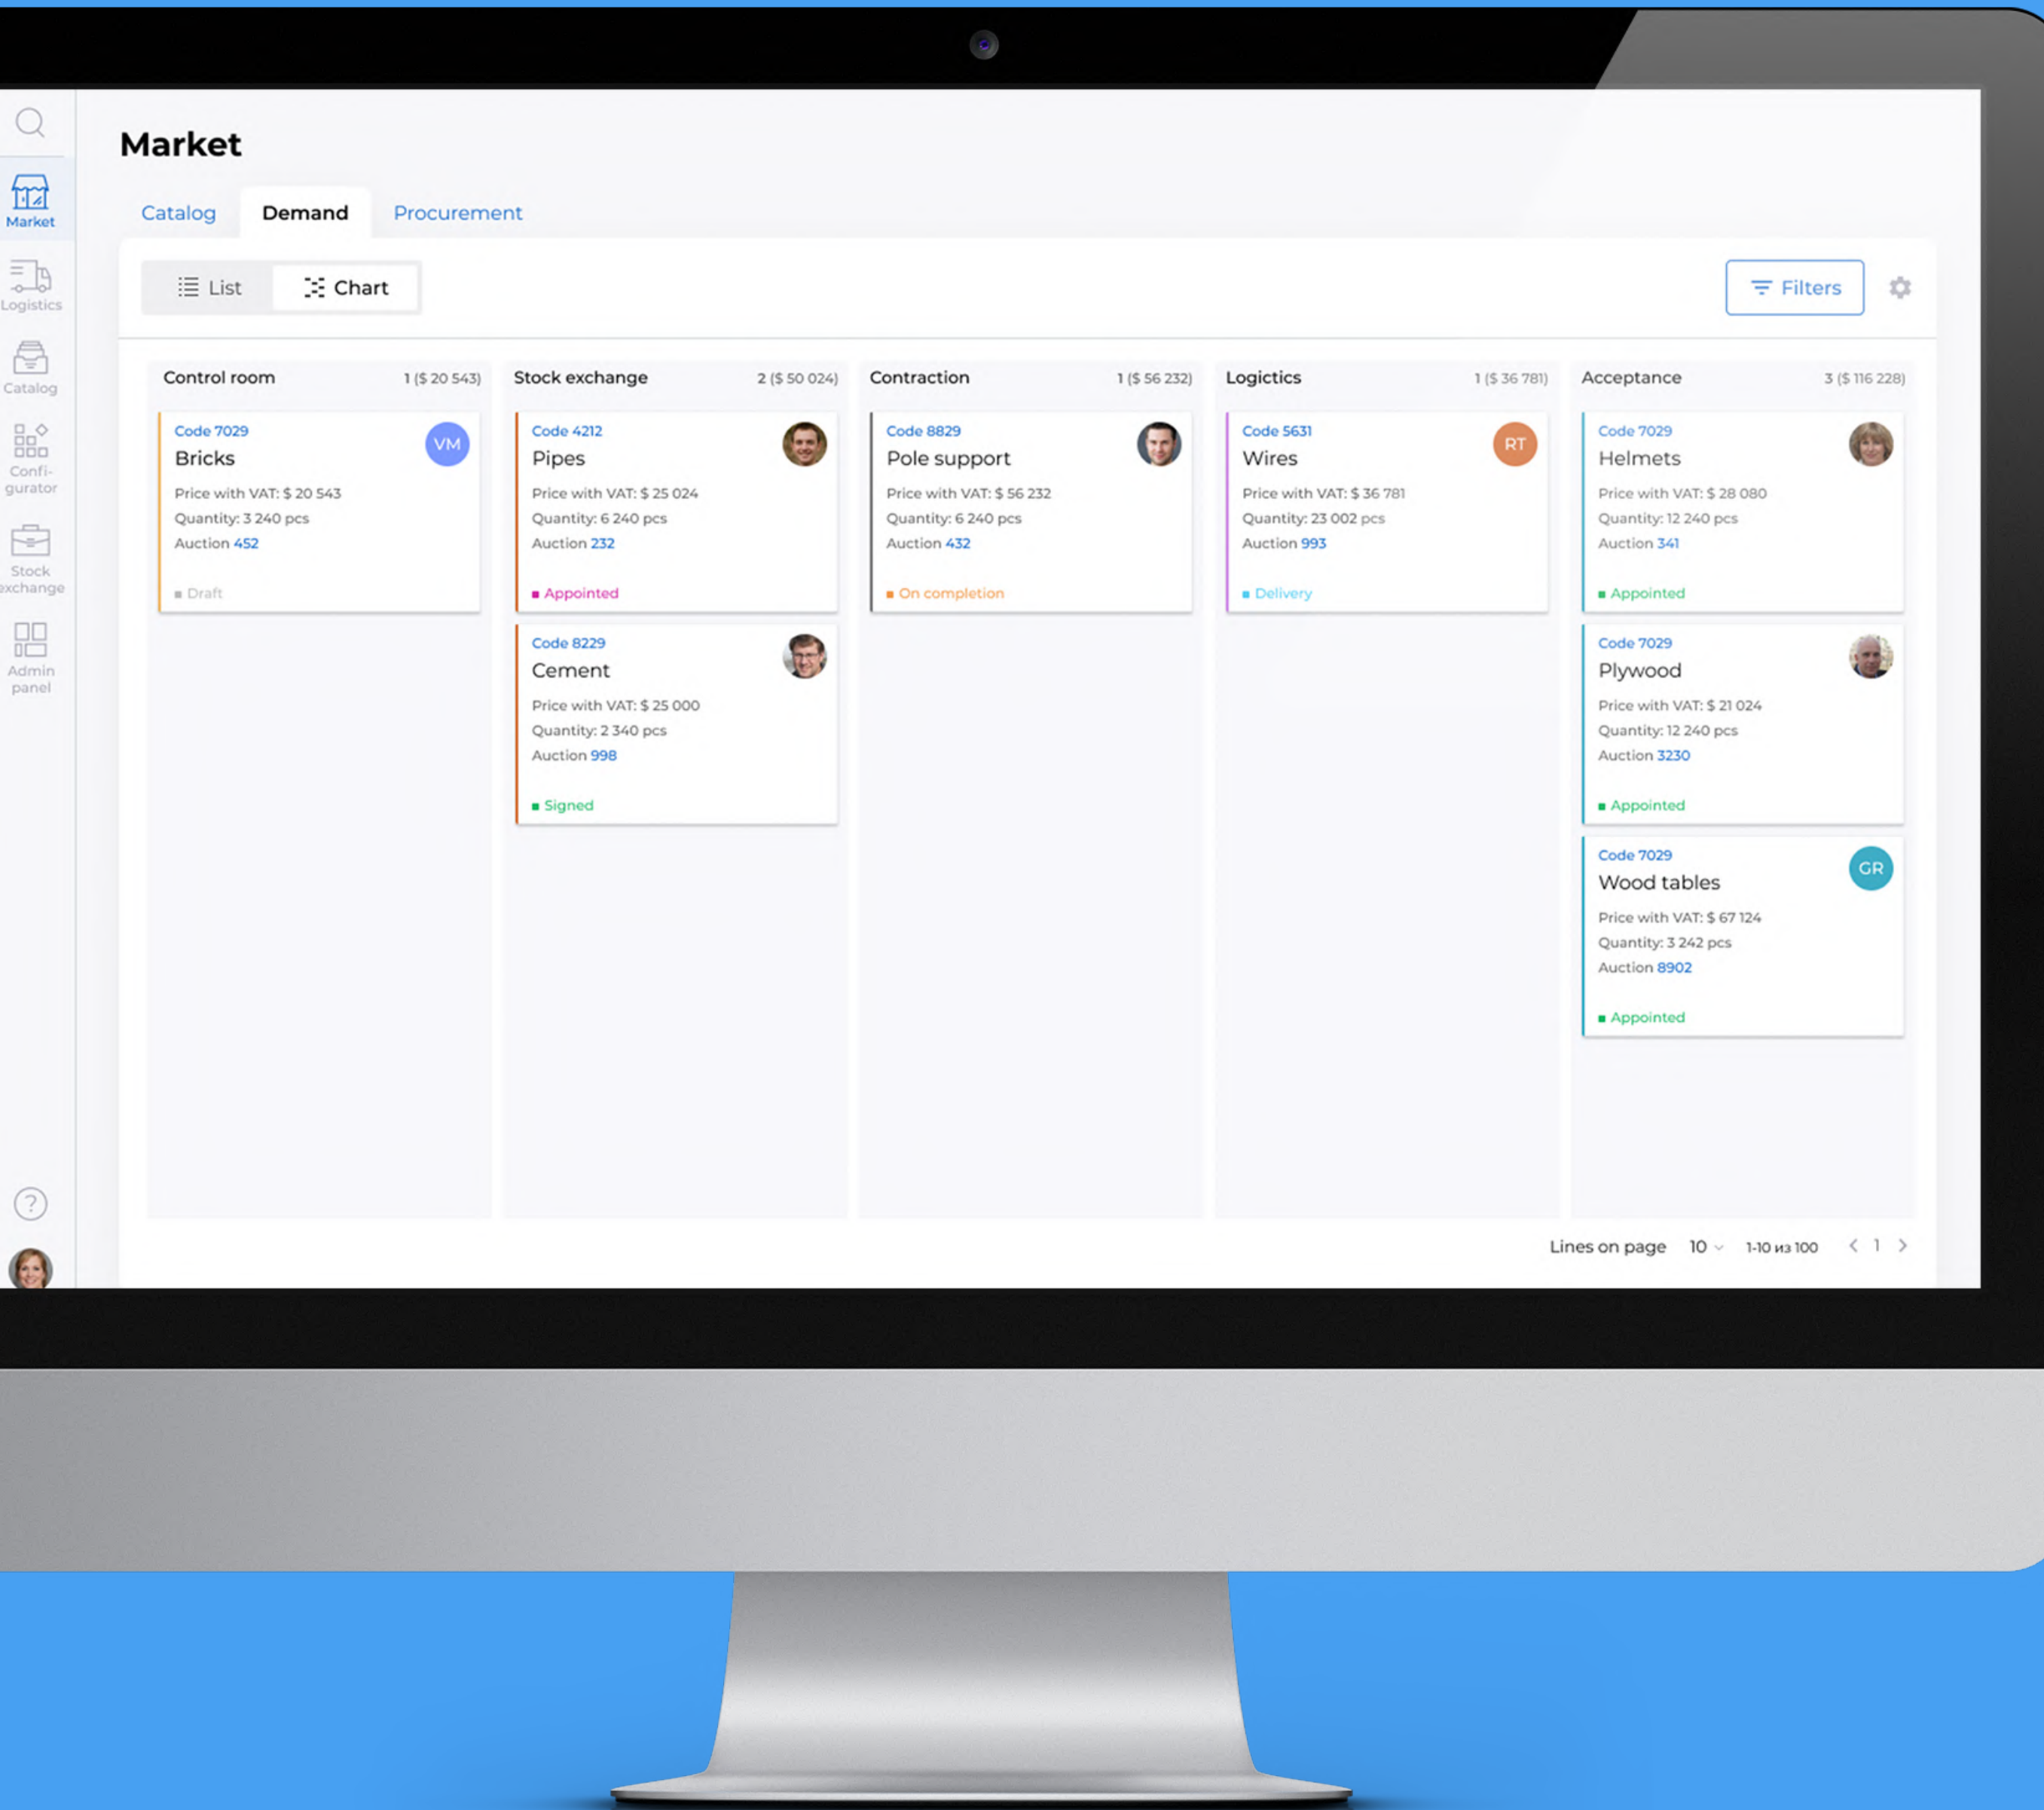 Market
Logistics
Catalog
Confi-
gurator
Stock
exchange
Admin
panel
?
Market
Catalog
Demand
Procurement
List
Chart
Filters
Control room
1 ($ 20 543)
Code 7029
VM
Bricks
Price with VAT: $ 20 543
Quantity: 3 240 pcs
Auction 452
Draft
Stock exchange
2 ($ 50 024)
Code 4212
Pipes
Price with VAT: $ 25 024
Quantity: 6 240 pcs
Auction 232
Appointed
Code 8229
Cement
Price with VAT: $ 25 000
Quantity: 2 340 pcs
Auction 998
Signed
Contraction
1 ($ 56 232)
Code 8829
Pole support
Price with VAT: $ 56 232
Quantity: 6 240 pcs
Auction 432
On completion
Logictics
1 ($ 36 781)
Code 5631
RT
Wires
Price with VAT: $ 36 781
Quantity: 23 002 pcs
Auction 993
Delivery
Acceptance
3 ($ 116 228)
Code 7029
Helmets
Price with VAT: $ 28 080
Quantity: 12 240 pcs
Auction 341
Appointed
Code 7029
Plywood
Price with VAT: $ 21 024
Quantity: 12 240 pcs
Auction 3230
Appointed
Code 7029
GR
Wood tables
Price with VAT: $ 67 124
Quantity: 3 242 pcs
Auction 8902
Appointed
Lines on page 10 1-10 из 100 < 1 >